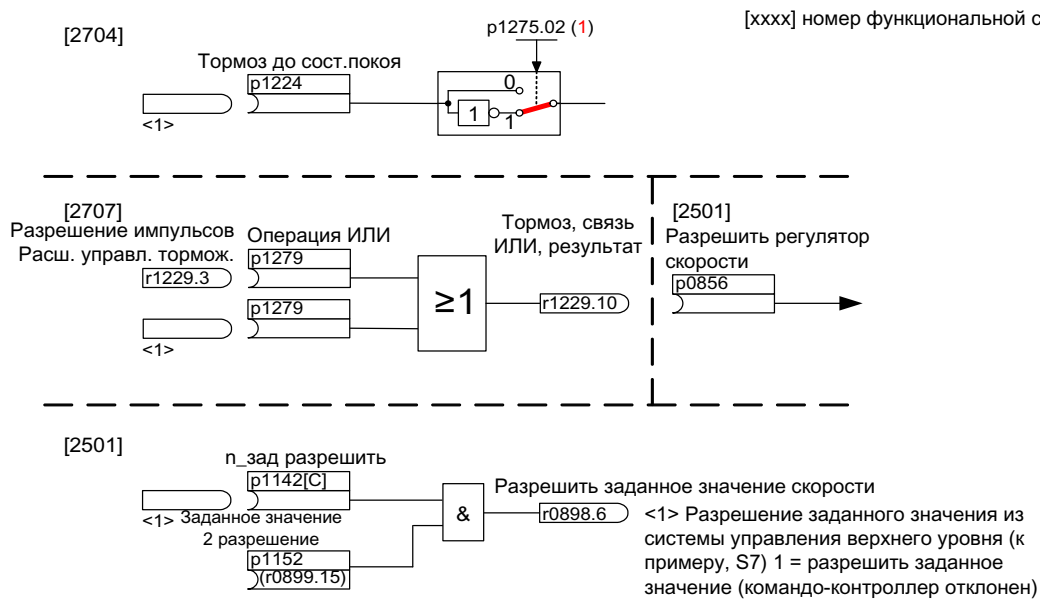 [xxxx] номер функциональной с
p1275.02 (1)
[2704]
Тормоз до сост.покоя
p1224
<1>
0
1
1
[2707]
Разрешение импульсов
Расш. управл. тормож.
r1229.3
Операция ИЛИ
p1279
p1279
<1>
≥1
Тормоз, связь
ИЛИ, результат
r1229.10
[2501]
Разрешить регулятор
скорости
p0856
[2501]
n_зад разрешить
p1142[C]
<1>
Заданное значение
2 разрешение
p1152
(r0899.15)
&
Разрешить заданное значение скорости
r0898.6
<1> Разрешение заданного значения из
системы управления верхнего уровня (к
примеру, S7) 1 = разрешить заданное
значение (командо-контроллер отклонен)